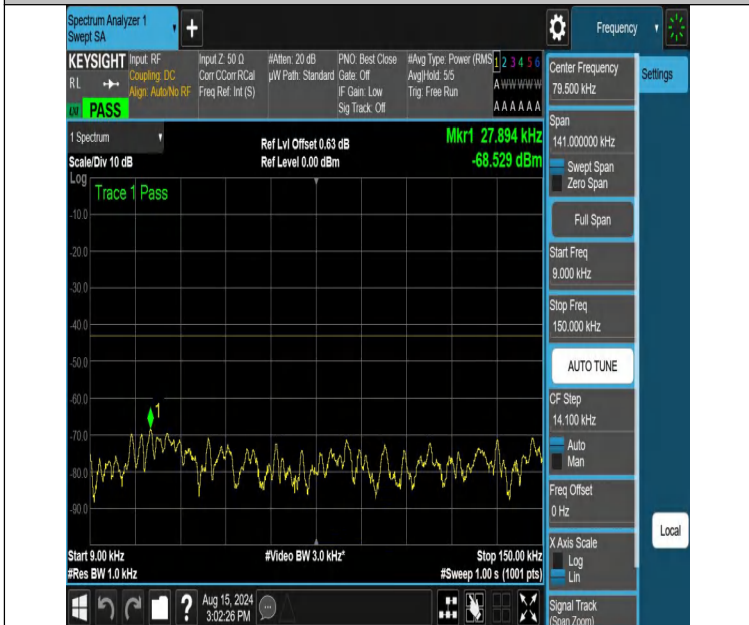 Spectrum Analyzer 1
Swept SA
Frequency
KEYSIGHT
RL
PASS
Input: RF
Coupling: DC
Align: Auto/No RF
Input Z: 50 Ω
Corr CCorr RCal
Freq Ref: Int (S)
#Atten: 20 dB
µW Path: Standard
PNO: Best Close
Gate: Off
IF Gain: Low
Sig Track: Off
#Avg Type: Power (RMS
Avg|Hold: 5/5
Trig: Free Run
1 2 3 4 5 6
A W W W W W
A A A A A A
1 Spectrum
Scale/Div 10 dB
Ref Lvl Offset 0.63 dB
Ref Level 0.00 dBm
Mkr1 27.894 kHz
-68.529 dBm
Log
Trace 1 Pass
-10.0
-20.0
-30.0
-40.0
-50.0
-60.0
-70.0
-80.0
-90.0
1
Start 9.00 kHz
#Res BW 1.0 kHz
#Video BW 3.0 kHz*
Stop 150.00 kHz
#Sweep 1.00 s (1001 pts)
Center Frequency
79.500 kHz
Settings
Span
141.000000 kHz
Swept Span
Zero Span
Full Span
Start Freq
9.000 kHz
Stop Freq
150.000 kHz
AUTO TUNE
CF Step
14.100 kHz
Auto
Man
Freq Offset
0 Hz
Local
X Axis Scale
Log
Lin
Signal Track
(Span Zoom)
?
Aug 15, 2024
3:02:26 PM